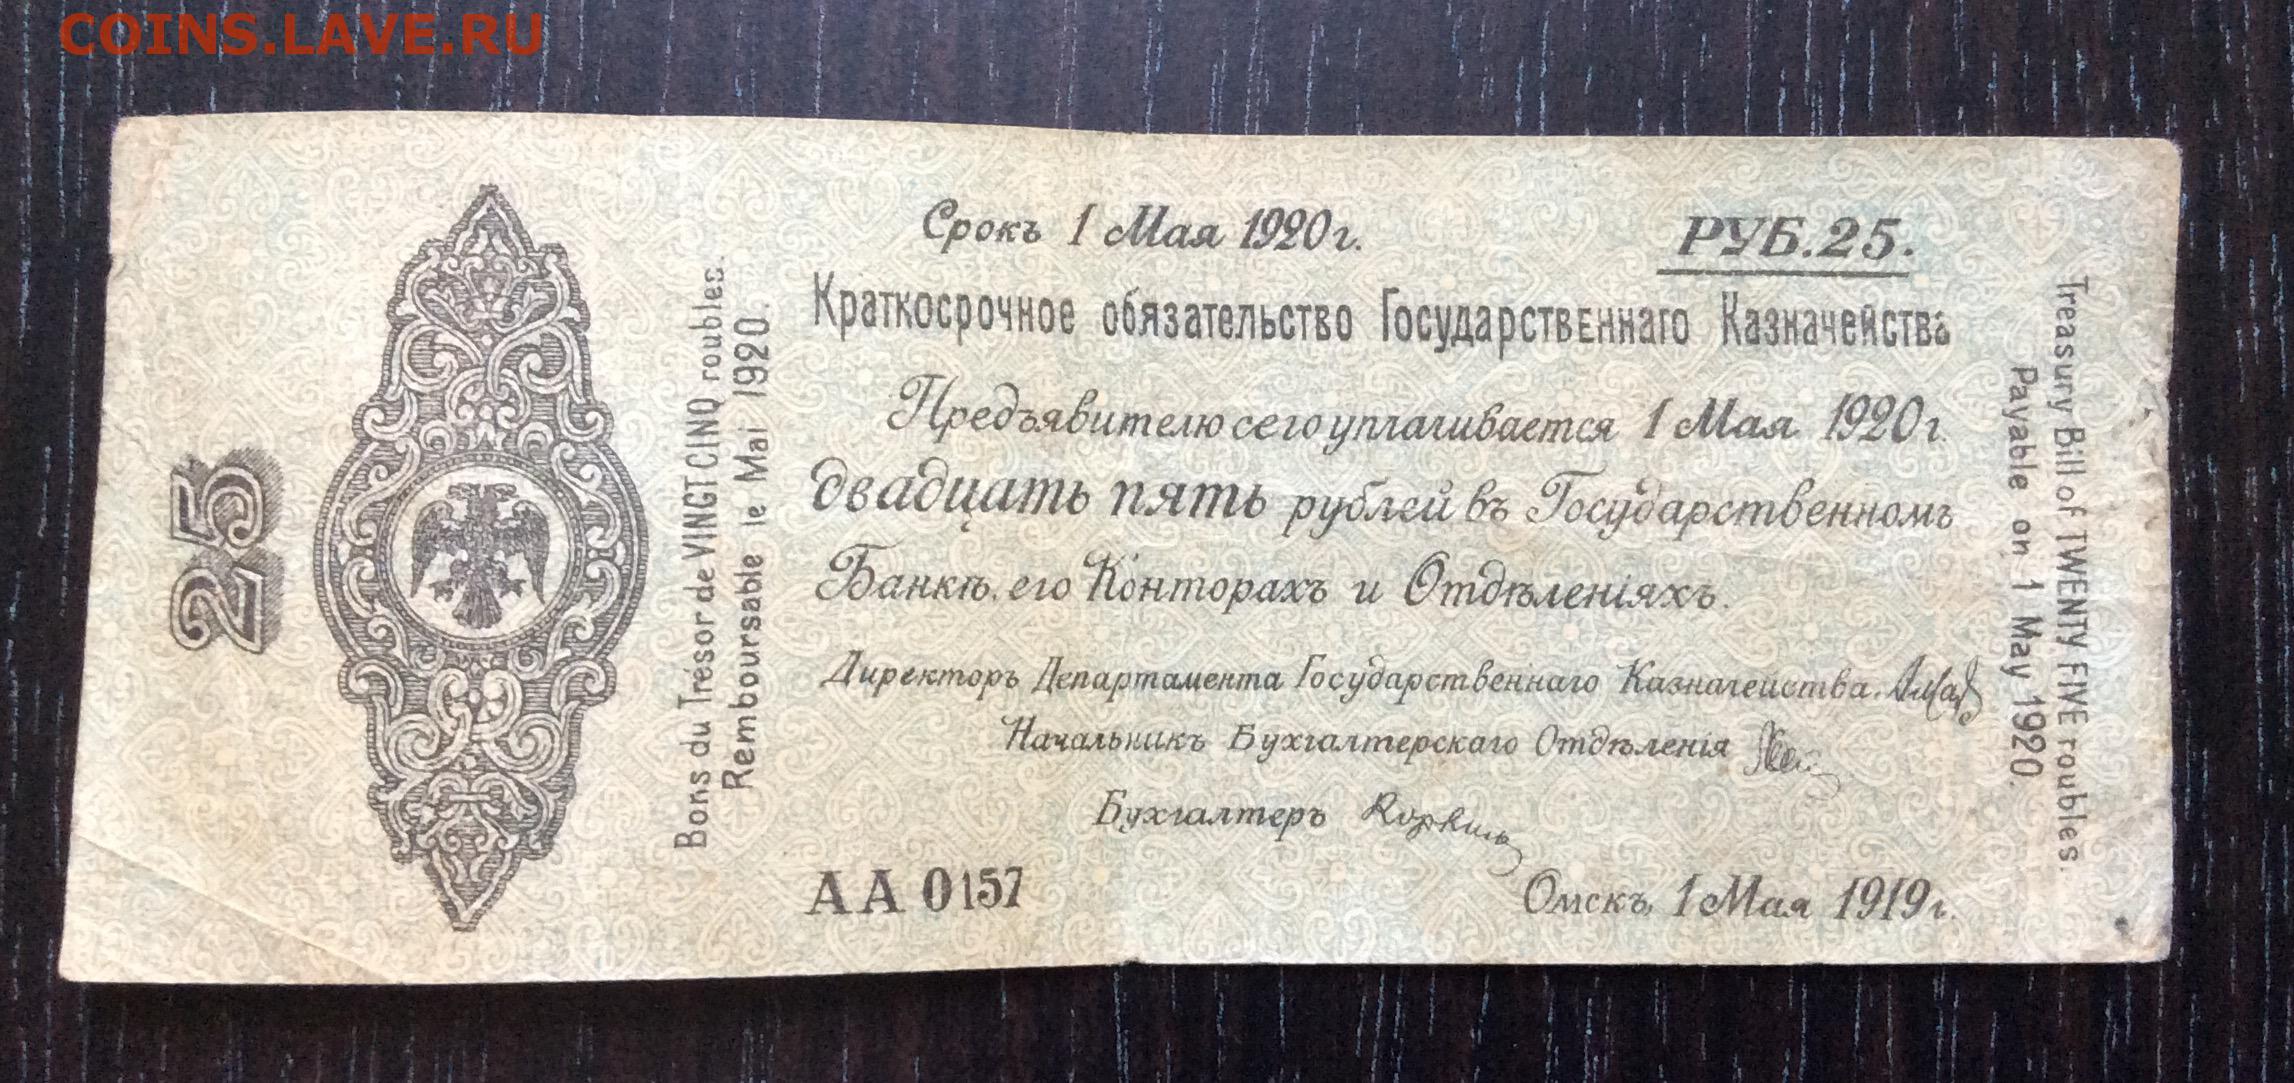 COINS.LAVE.RU
25
Bons du Trésor de VINGT CINQ roubles.
Remboursable le Mai 1920.
Срокъ 1 Мая 1920 г.
РУБ.25.
Краткосрочное обязательство Государственнаго Казначейства
Предъявителю сего уплачивается 1 Мая 1920 г.
двадцать пять рублей въ Государственномъ
Банкѣ, его Конторахъ и Отдѣленіяхъ.
Директоръ Департамента Государственнаго Казначейства.
Начальникъ Бухгалтерскаго Отдѣленія
Бухгалтеръ
АА 0157
Омскъ, 1 Мая 1919 г.
Treasury Bill of TWENTY FIVE roubles.
Payable on 1 May 1920.